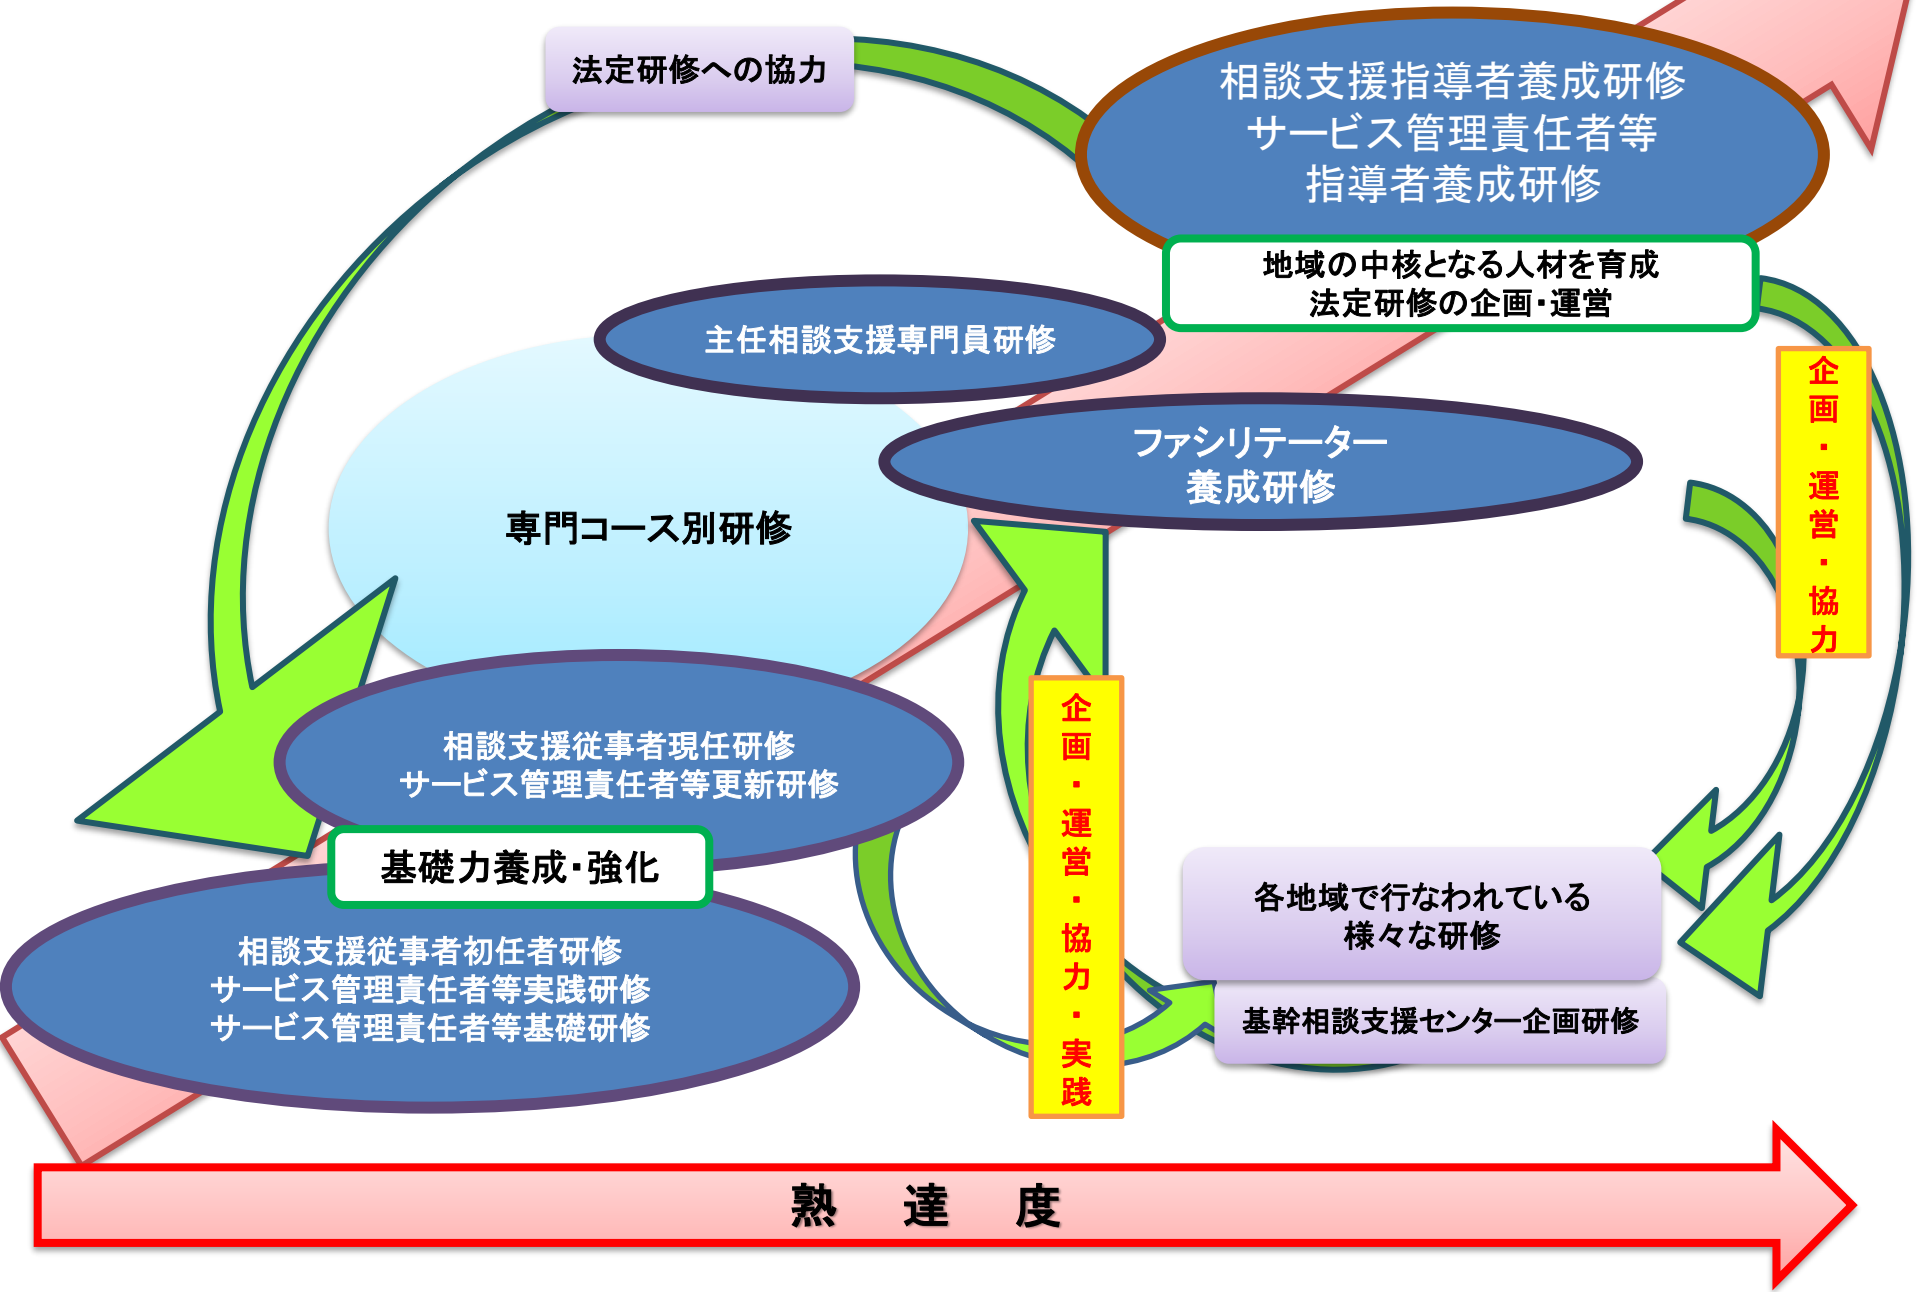 法定研修への協力
相談支援指導者養成研修
サービス管理責任者等
指導者養成研修
地域の中核となる人材を育成
法定研修の企画・運営
主任相談支援専門員研修
ファシリテーター
養成研修
企画・運営・協力
専門コース別研修
相談支援従事者現任研修
サービス管理責任者等更新研修
基礎力養成・強化
企画・運営・協力・実践
各地域で行なわれている
様々な研修
基幹相談支援センター企画研修
相談支援従事者初任者研修
サービス管理責任者等実践研修
サービス管理責任者等基礎研修
熟 達 度